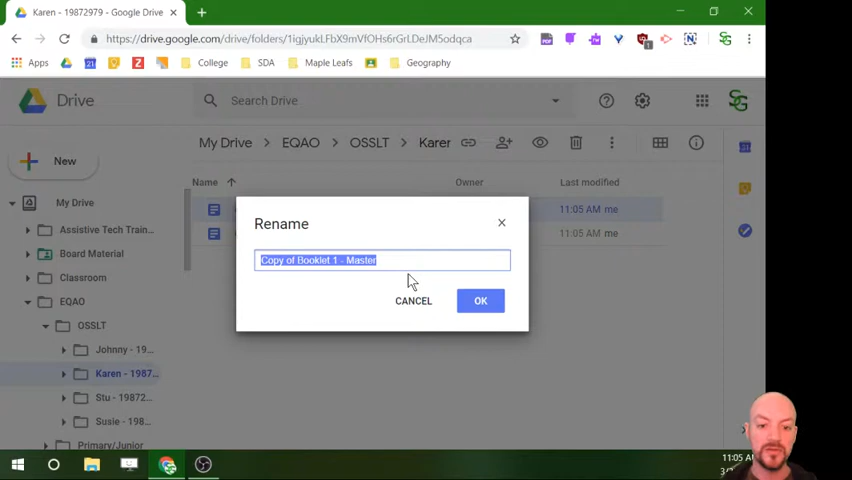 Karen - 19872979 - Google Drive
https://drive.google.com/drive/folders/1igjyukLFbX9mVfOHs6rGrLDeJM5odqca
Apps
College
SDA
Maple Leafs
Geography
Drive
Search Drive
New
My Drive
EQAO
OSSLT
Karer
Name
Owner
Last modified
My Drive
Assistive Tech Train...
Board Material
Classroom
EQAO
OSSLT
Johnny - 19...
Karen - 1987...
Stu - 19872...
Susie - 198...
Primary/Junior
11:05 AM me
11:05 AM me
Rename
Copy of Booklet 1 - Master
CANCEL
OK
11:05 AM